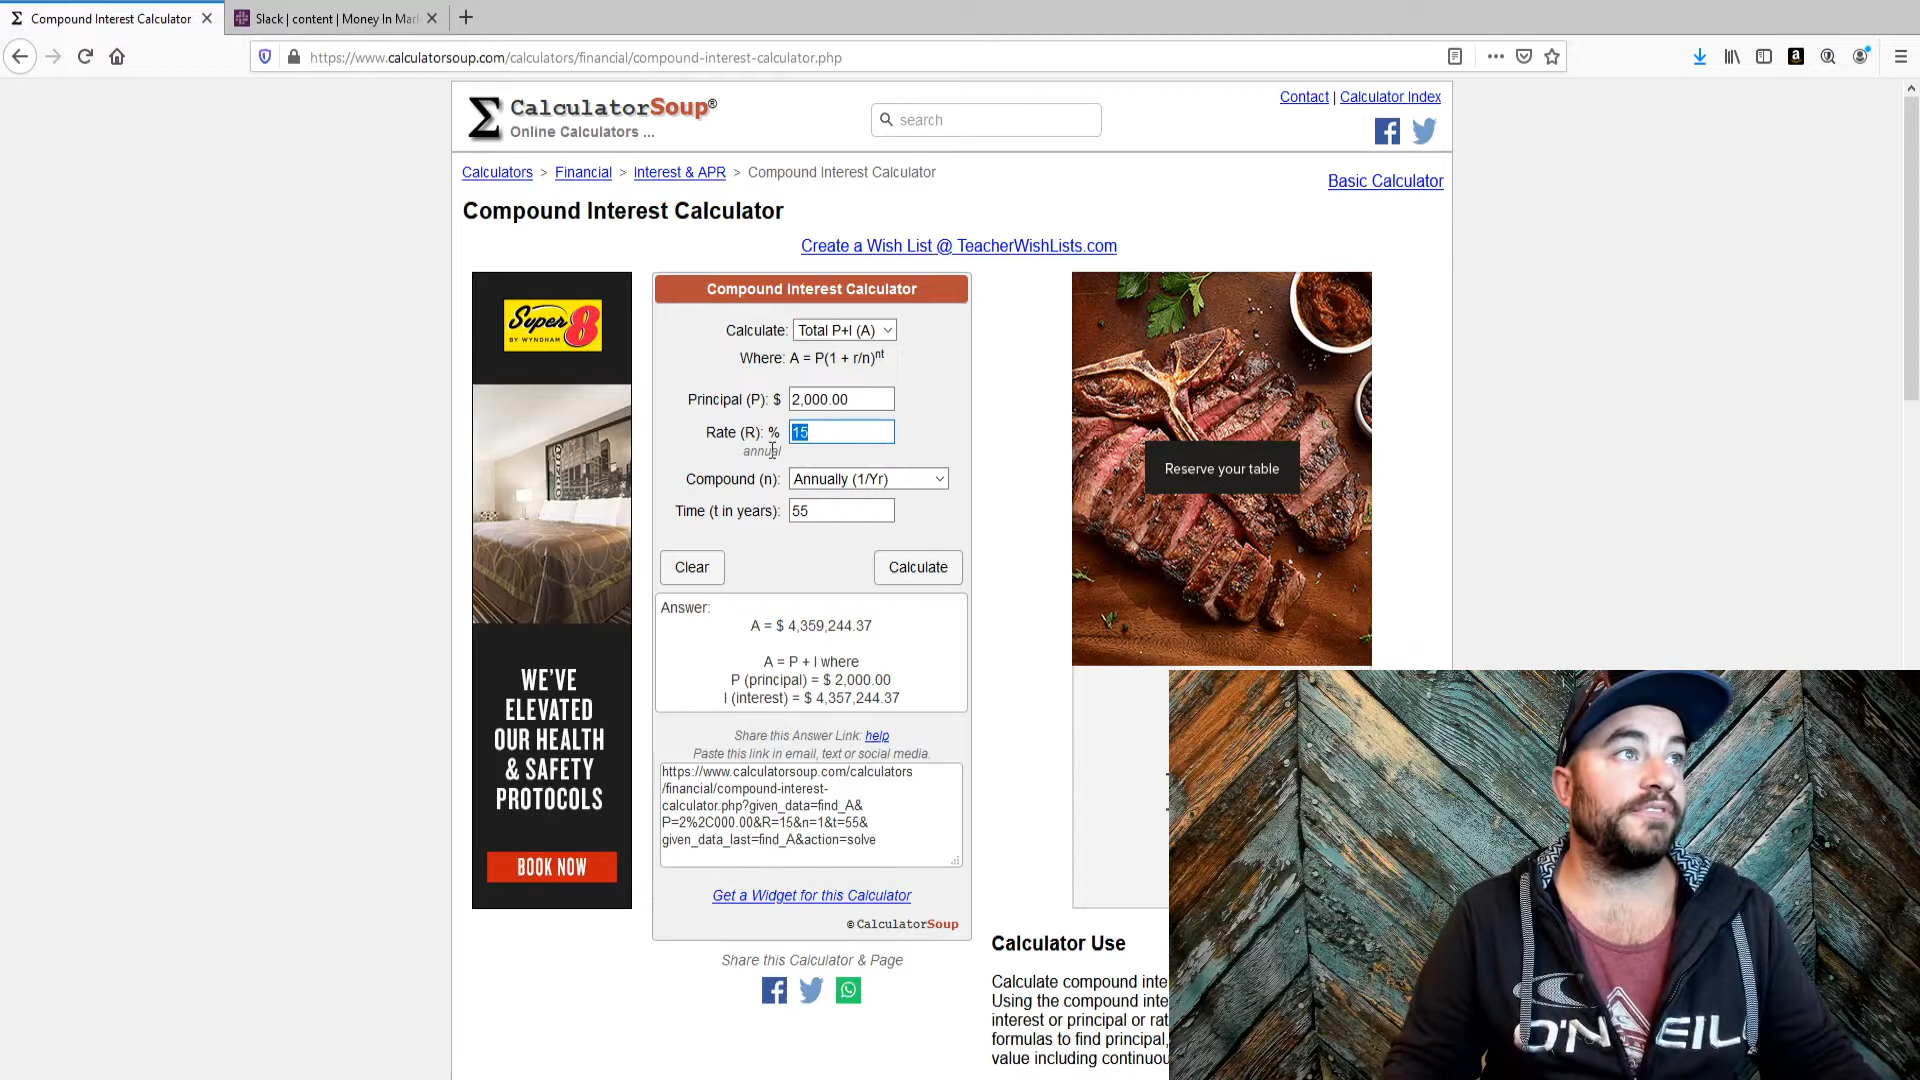 Compound Interest Calculator
Slack | content | Money In Mar
https://www.calculatorsoup.com/calculators/financial/compound-interest-calculator.php
CalculatorSoup®
Online Calculators ...
search
Contact | Calculator Index
Calculators > Financial > Interest & APR > Compound Interest Calculator
Basic Calculator
Compound Interest Calculator
Create a Wish List @ TeacherWishLists.com
Super 8
BY WYNDHAM
WE'VE
ELEVATED
OUR HEALTH
& SAFETY
PROTOCOLS
BOOK NOW
Compound Interest Calculator
Calculate: Total P+I (A)
Where: A = P(1 + r/n)nt
Principal (P): $ 2,000.00
Rate (R): % 15
annual
Compound (n): Annually (1/Yr)
Time (t in years): 55
Clear
Calculate
Answer:
A = $ 4,359,244.37
A = P + I where
P (principal) = $ 2,000.00
I (interest) = $ 4,357,244.37
Share this Answer Link: help
Paste this link in email, text or social media.
https://www.calculatorsoup.com/calculators
/financial/compound-interest-
calculator.php?given_data=find_A&
P=2%2C000.00&R=15&n=1&t=55&
given_data_last=find_A&action=solve
Get a Widget for this Calculator
© CalculatorSoup
Share this Calculator & Page
Reserve your table
Calculator Use
Calculate compound inte
Using the compound inte
interest or principal or rat
formulas to find principal,
value including continuou
O'NEILL